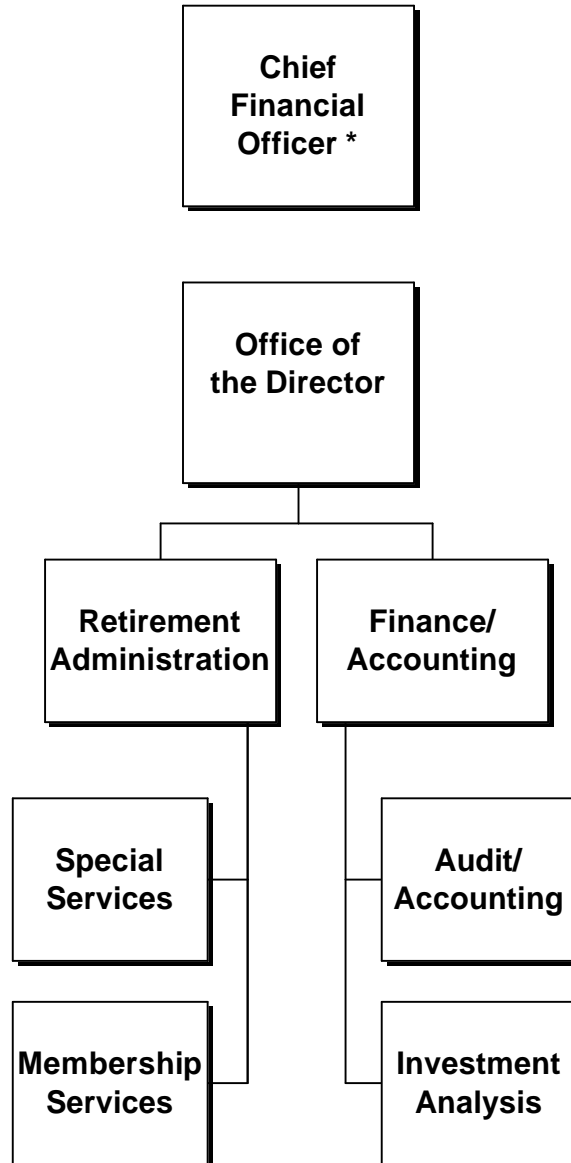 Chief
Financial
Officer *
Office of
the Director
Retirement
Administration
Finance/
Accounting
Special
Services
Audit/
Accounting
Membership
Services
Investment
Analysis